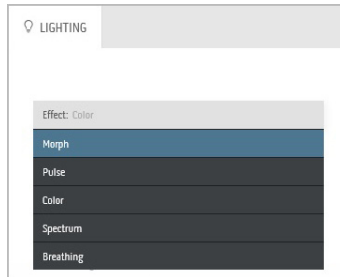 LIGHTING
Effect: Color
Morph
Pulse
Color
Spectrum
Breathing